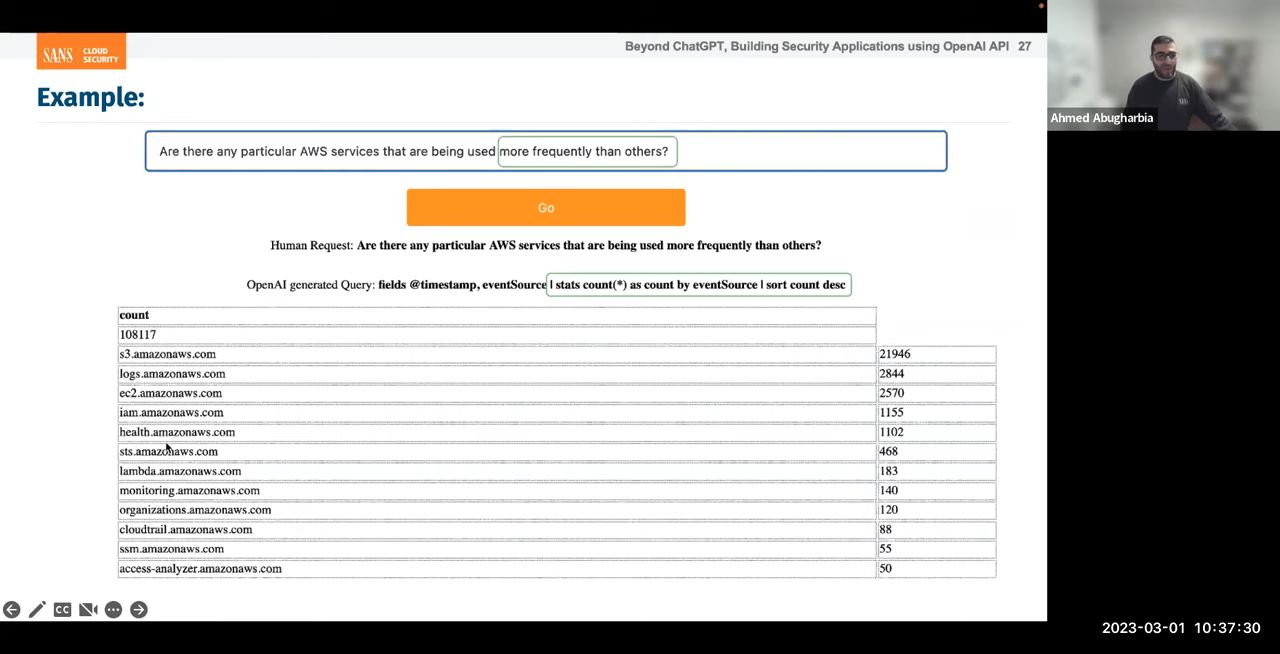 SANS CLOUD SECURITY
Beyond ChatGPT, Building Security Applications using OpenAI API 27
Example:
Ahmed Abugharbia
Are there any particular AWS services that are being used more frequently than others?
Go
Human Request: Are there any particular AWS services that are being used more frequently than others?
OpenAI generated Query: fields @timestamp, eventSource | stats count(*) as count by eventSource | sort count desc
count
108117
s3.amazonaws.com 21946
logs.amazonaws.com 2844
ec2.amazonaws.com 2570
iam.amazonaws.com 1155
health.amazonaws.com 1102
sts.amazonaws.com 468
lambda.amazonaws.com 183
monitoring.amazonaws.com 140
organizations.amazonaws.com 120
cloudtrail.amazonaws.com 88
ssm.amazonaws.com 55
access-analyzer.amazonaws.com 50
CC
2023-03-01 10:37:30